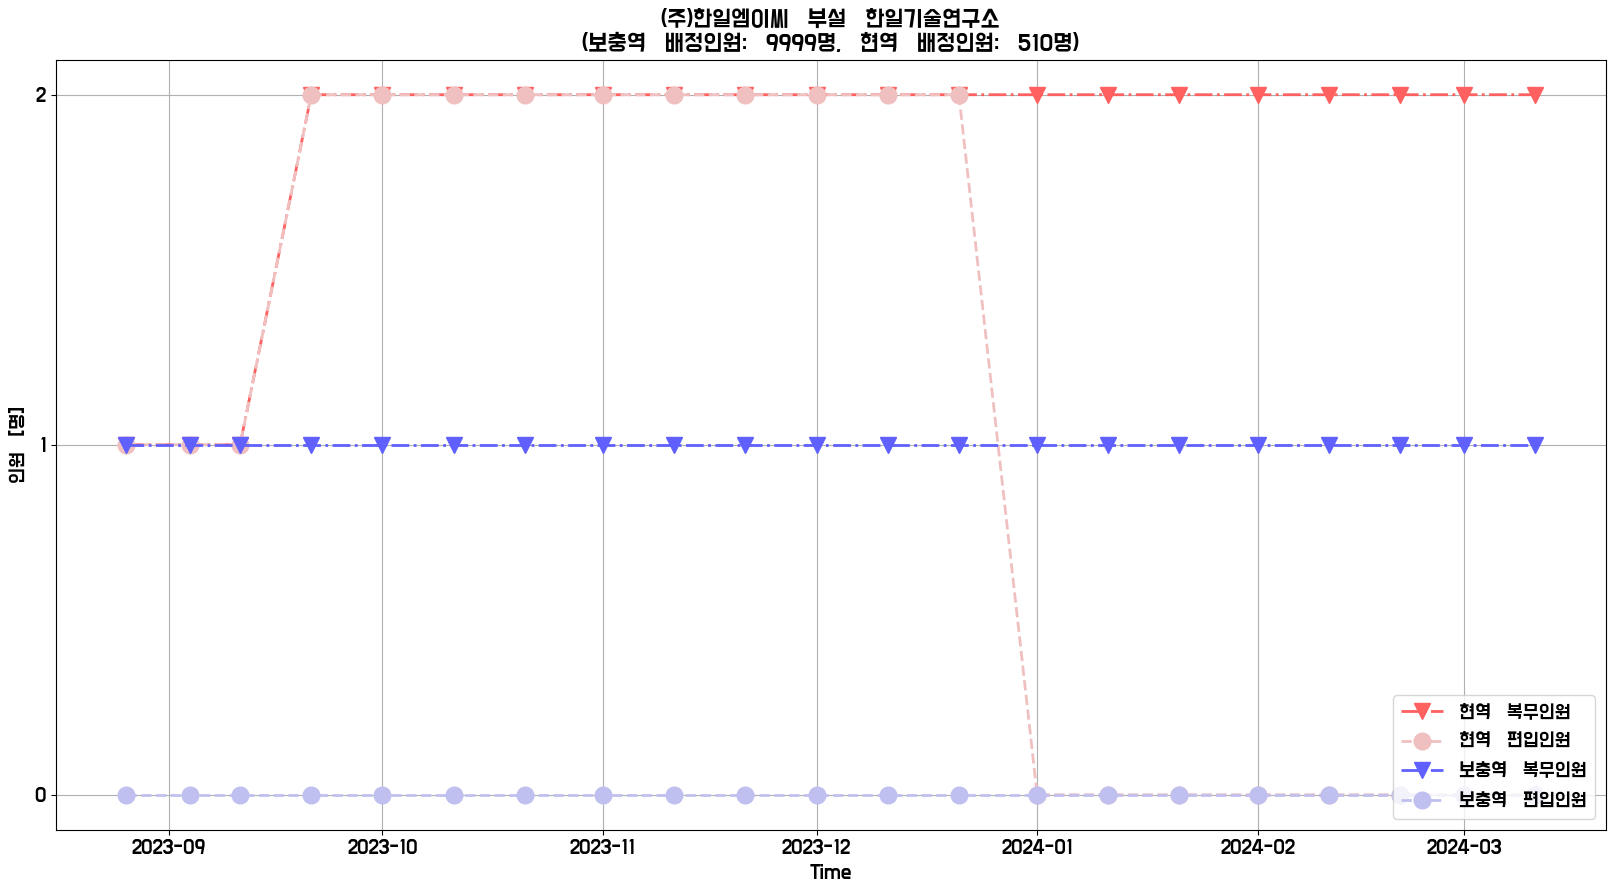 (주)한일엠이씨 부설 한일기술연구소
(보충역 배정인원: 9999명, 현역 배정인원: 510명)
2
1
0
인원 [명]
2023-09 2023-10 2023-11 2023-12 2024-01 2024-02 2024-03
Time
현역 복무인원
현역 편입인원
보충역 복무인원
보충역 편입인원